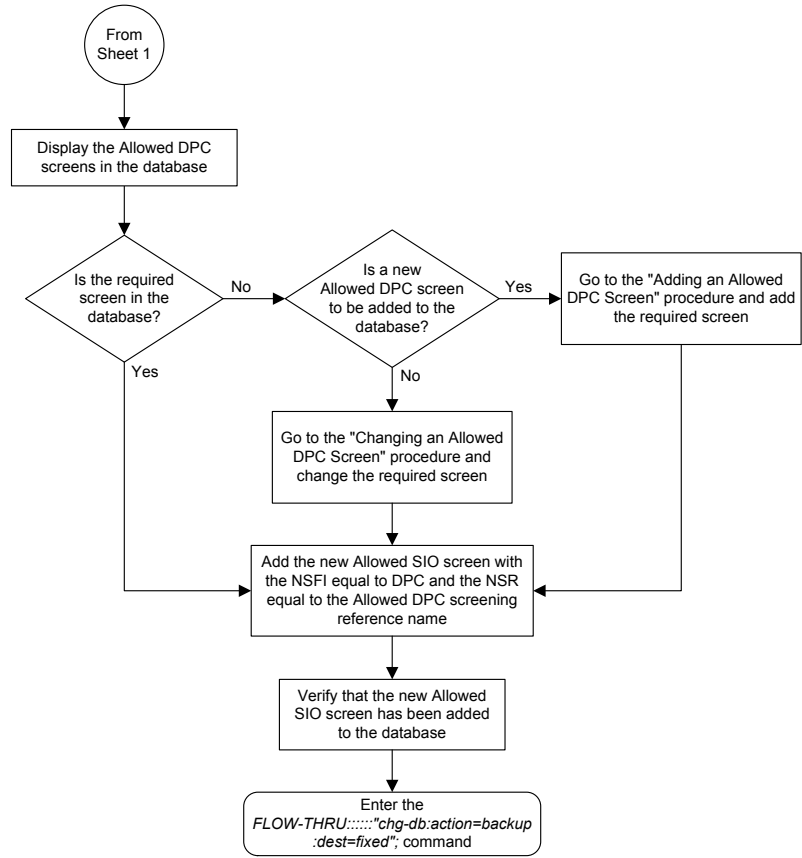 From
Sheet 1
Display the Allowed DPC
screens in the database
Is the required
screen in the
database?
No
Yes
Is a new
Allowed DPC screen
to be added to the
database?
Yes
No
Go to the "Adding an Allowed
DPC Screen" procedure and add
the required screen
Go to the "Changing an Allowed
DPC Screen" procedure and
change the required screen
Add the new Allowed SIO screen with
the NSFI equal to DPC and the NSR
equal to the Allowed DPC screening
reference name
Verify that the new Allowed
SIO screen has been added
to the database
Enter the
FLOW-THRU::::::"chg-db:action=backup
:dest=fixed"; command